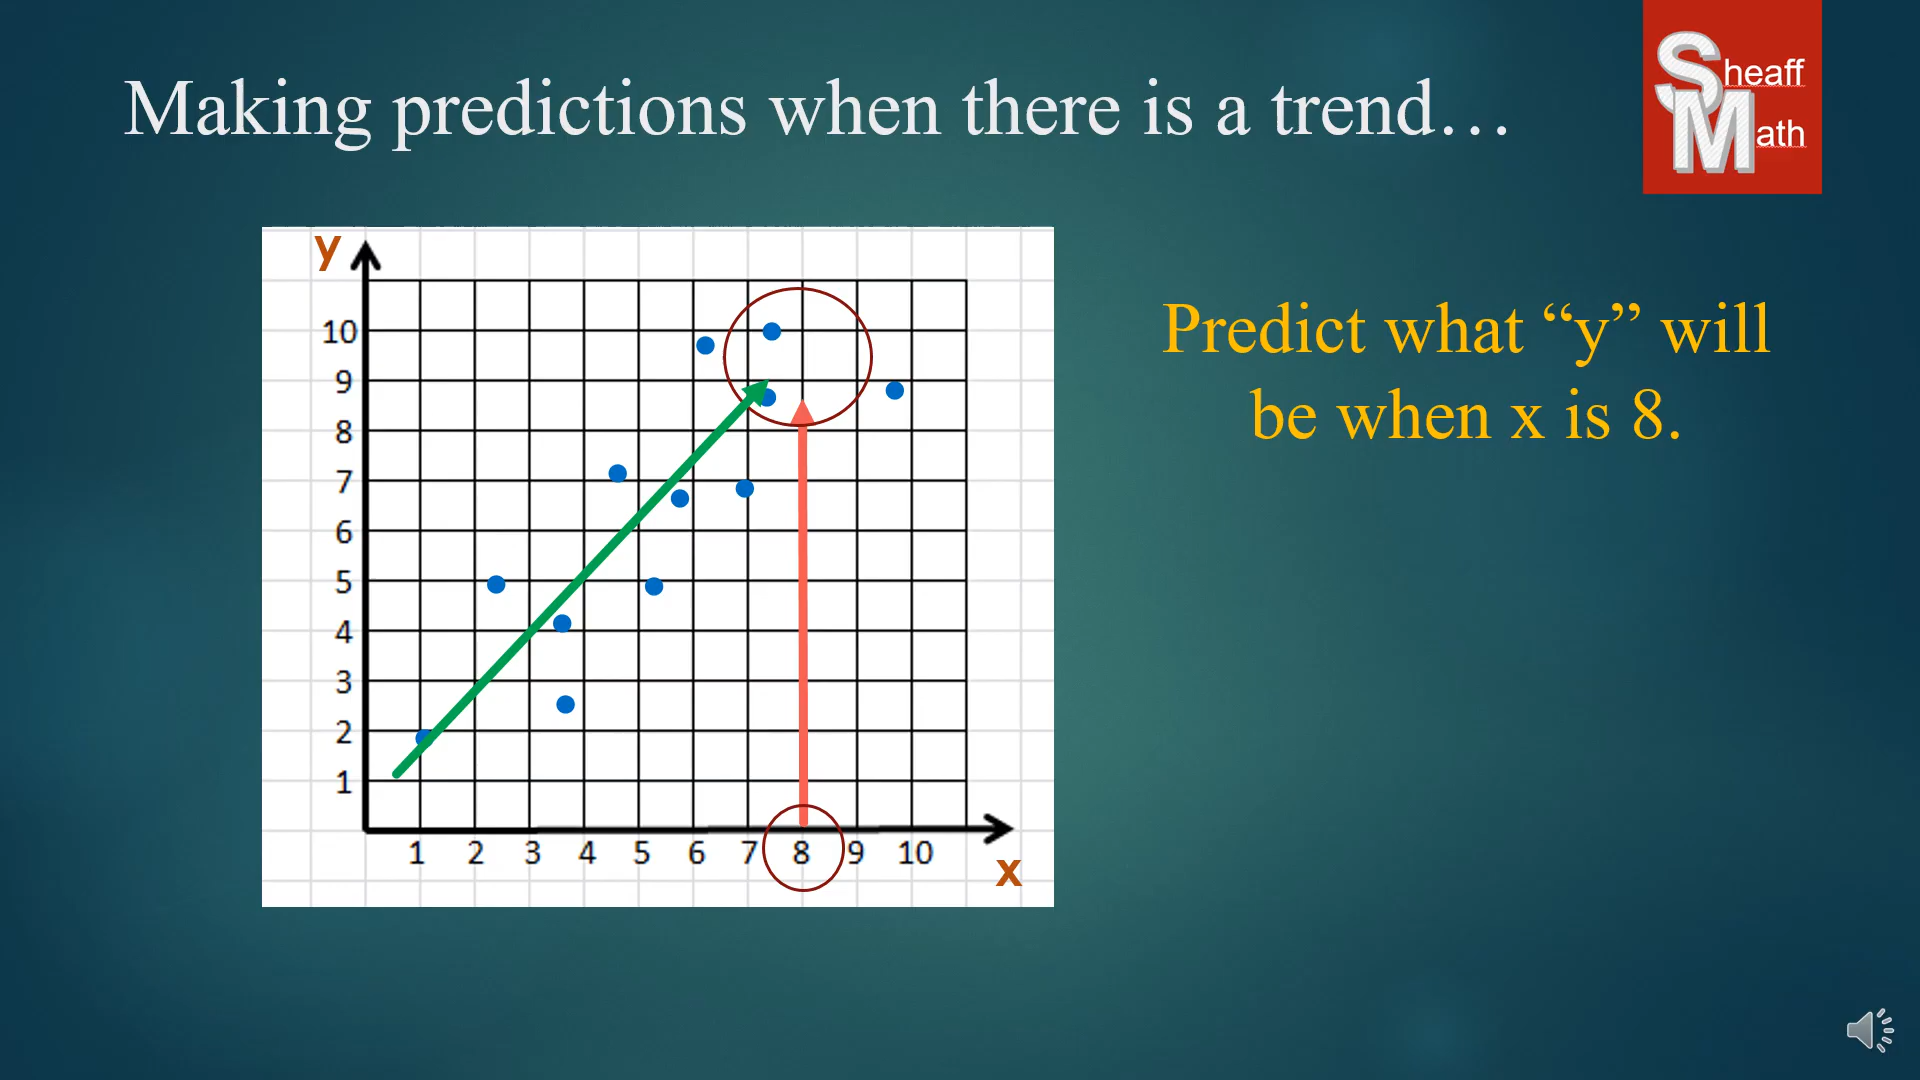 Making predictions when there is a trend…
Sheaff
Math
y
10
9
8
7
6
5
4
3
2
1
1 2 3 4 5 6 7 8 9 10
x
Predict what “y” will
be when x is 8.